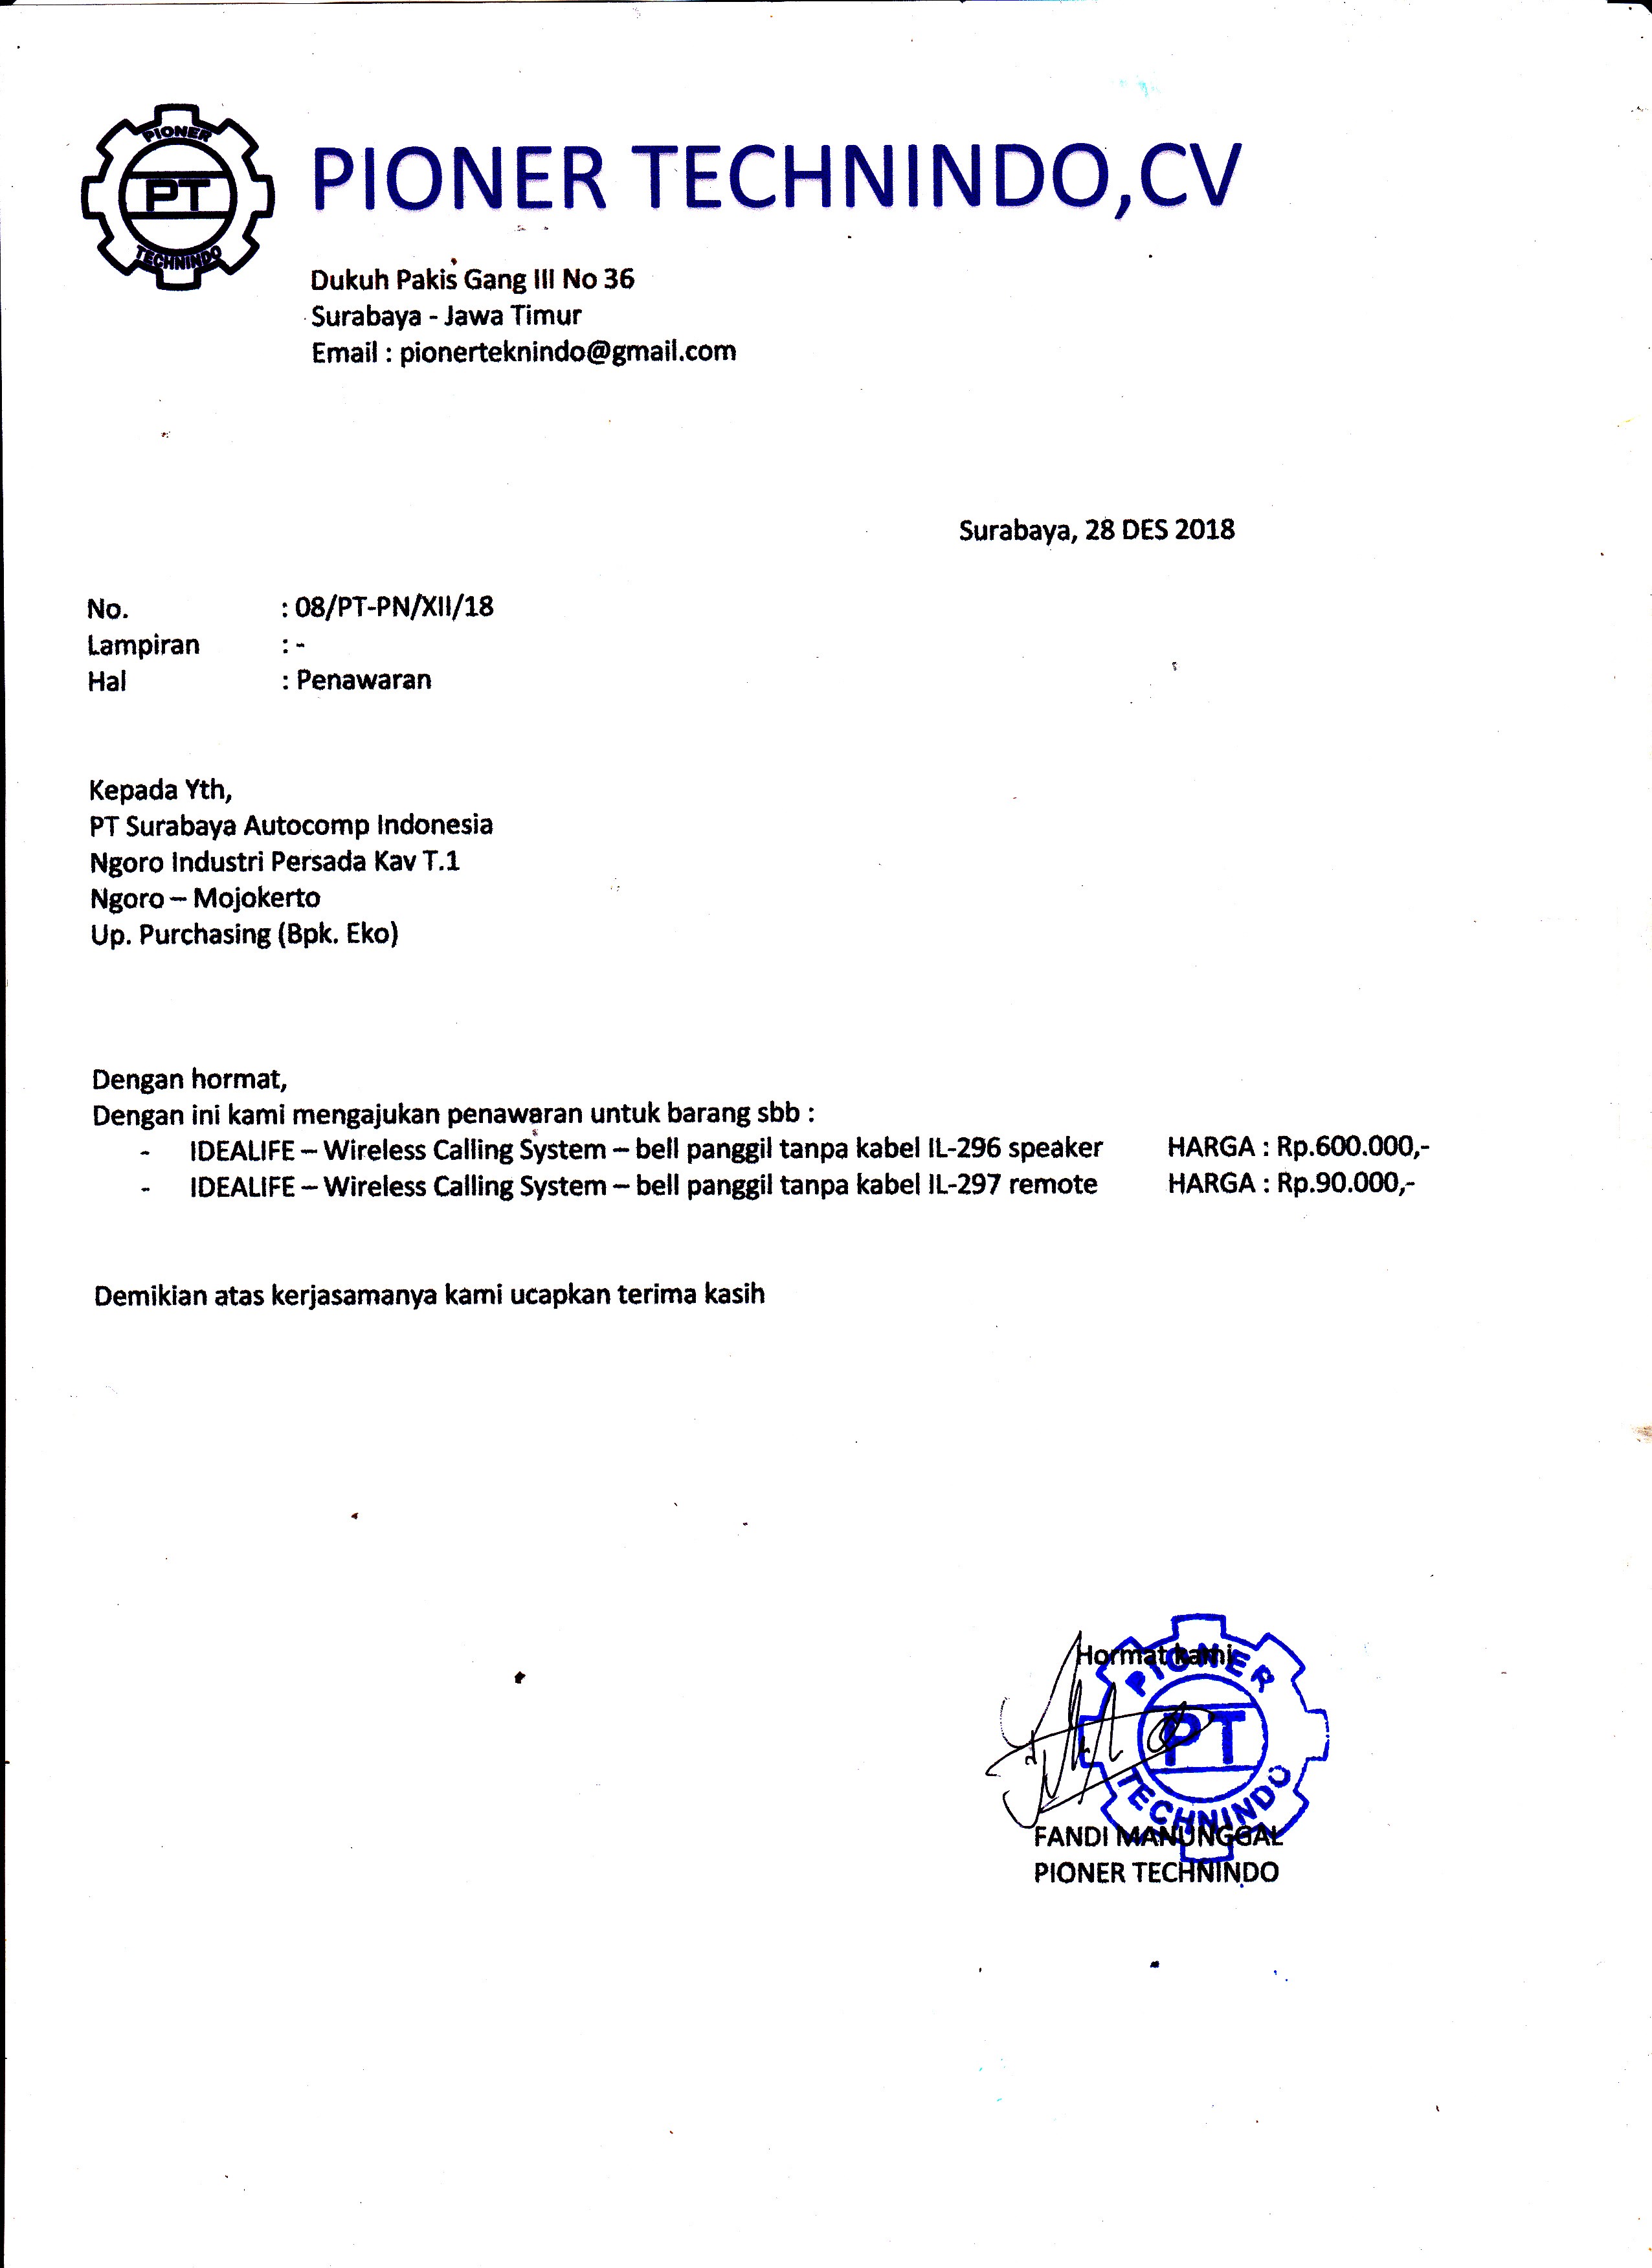 PIONER
PT
TECHNINDO
PIONER TECHNINDO,CV
Dukuh Pakis Gang III No 36
Surabaya - Jawa Timur
Email : pionerteknindo@gmail.com
Surabaya, 28 DES 2018
No. : 08/PT-PN/XII/18
Lampiran : -
Hal : Penawaran
Kepada Yth,
PT Surabaya Autocomp Indonesia
Ngoro Industri Persada Kav T.1
Ngoro – Mojokerto
Up. Purchasing (Bpk. Eko)
Dengan hormat,
Dengan ini kami mengajukan penawaran untuk barang sbb :
- IDEALIFE – Wireless Calling System – bell panggil tanpa kabel IL-296 speaker HARGA : Rp.600.000,-
- IDEALIFE – Wireless Calling System – bell panggil tanpa kabel IL-297 remote HARGA : Rp.90.000,-
Demikian atas kerjasamanya kami ucapkan terima kasih
Hormat kami
PIONER
PT
TECHNINDO
FANDI MANUNGGAL
PIONER TECHNINDO